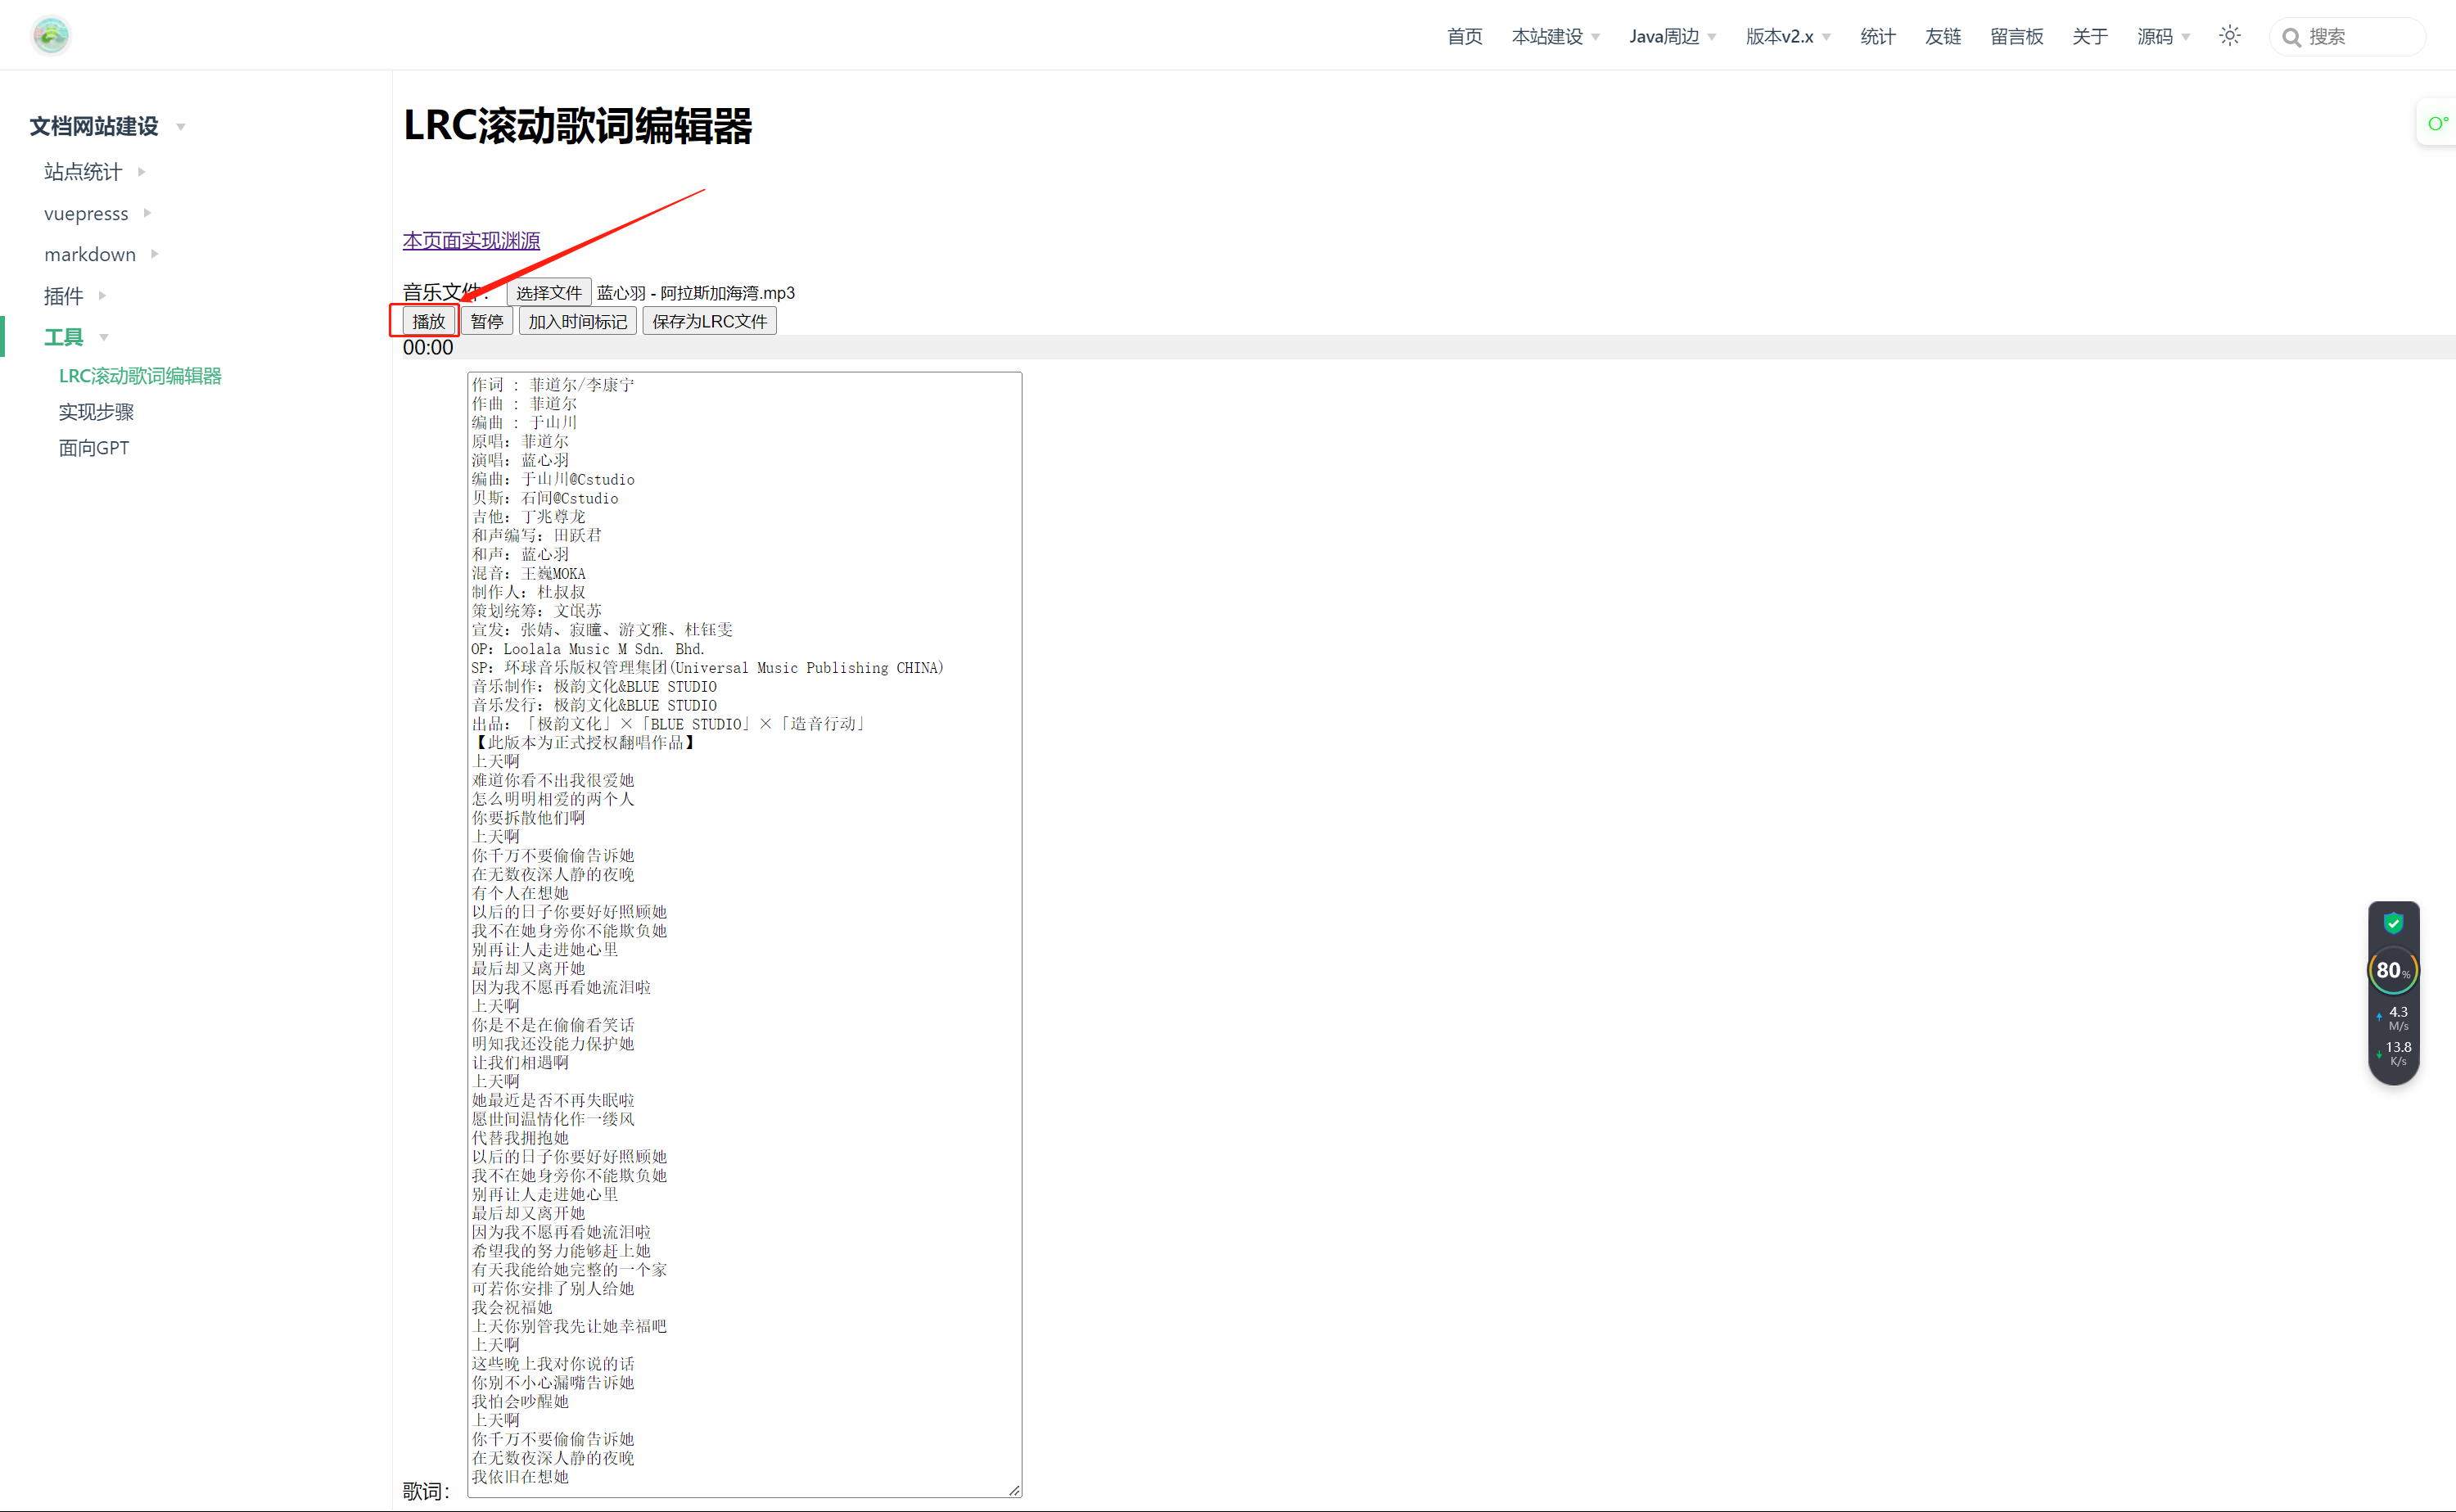 首页 本站建设 Java周边 版本v2.x 统计 友链 留言板 关于 源码 搜索
文档网站建设
站点统计
vuepresss
markdown
插件
工具
LRC滚动歌词编辑器
实现步骤
面向GPT
LRC滚动歌词编辑器
本页面实现渊源
音乐文件: 选择文件 蓝心羽 - 阿拉斯加海湾.mp3
播放 暂停 加入时间标记 保存为LRC文件
00:00
歌词:
作词 : 菲道尔/李康宁
作曲 : 菲道尔
编曲 : 于山川
原唱: 菲道尔
演唱: 蓝心羽
编曲: 于山川@Cstudio
贝斯: 石间@Cstudio
吉他: 丁兆尊龙
和声编写: 田跃君
和声: 蓝心羽
混音: 王巍MOKA
制作人: 杜叔叔
策划统筹: 文氓苏
宣发: 张婧、寂瞳、游文雅、杜钰雯
OP: Loolala Music M Sdn. Bhd.
SP: 环球音乐版权管理集团(Universal Music Publishing CHINA)
音乐制作: 极韵文化&BLUE STUDIO
音乐发行: 极韵文化&BLUE STUDIO
出品: 「极韵文化」×「BLUE STUDIO」×「造音行动」
【此版本为正式授权翻唱作品】
上天啊
难道你看不出我很爱她
怎么明明相爱的两个人
你要拆散他们啊
上天啊
你千万不要偷偷告诉她
在无数夜深人静的夜晚
有个人在想她
以后的日子你要好好照顾她
我不在她身旁你不能欺负她
别再让人走进她心里
最后却又离开她
因为我不愿再看她流泪啦
上天啊
你是不是在偷偷看笑话
明知我还没能力保护她
让我们相遇啊
上天啊
她最近是否不再失眠啦
愿世间温情化作一缕风
代替我拥抱她
以后的日子你要好好照顾她
我不在她身旁你不能欺负她
别再让人走进她心里
最后却又离开她
因为我不愿再看她流泪啦
希望我的努力能够赶上她
有天我能给她完整的一个家
可若你安排了别人给她
我会祝福她
上天你别管我先让她幸福吧
上天啊
这些晚上我对你说的话
你别不小心漏嘴告诉她
我怕会吵醒她
上天啊
你千万不要偷偷告诉她
在无数夜深人静的夜晚
我依旧在想她
80%
4.3
M/s
13.8
K/s